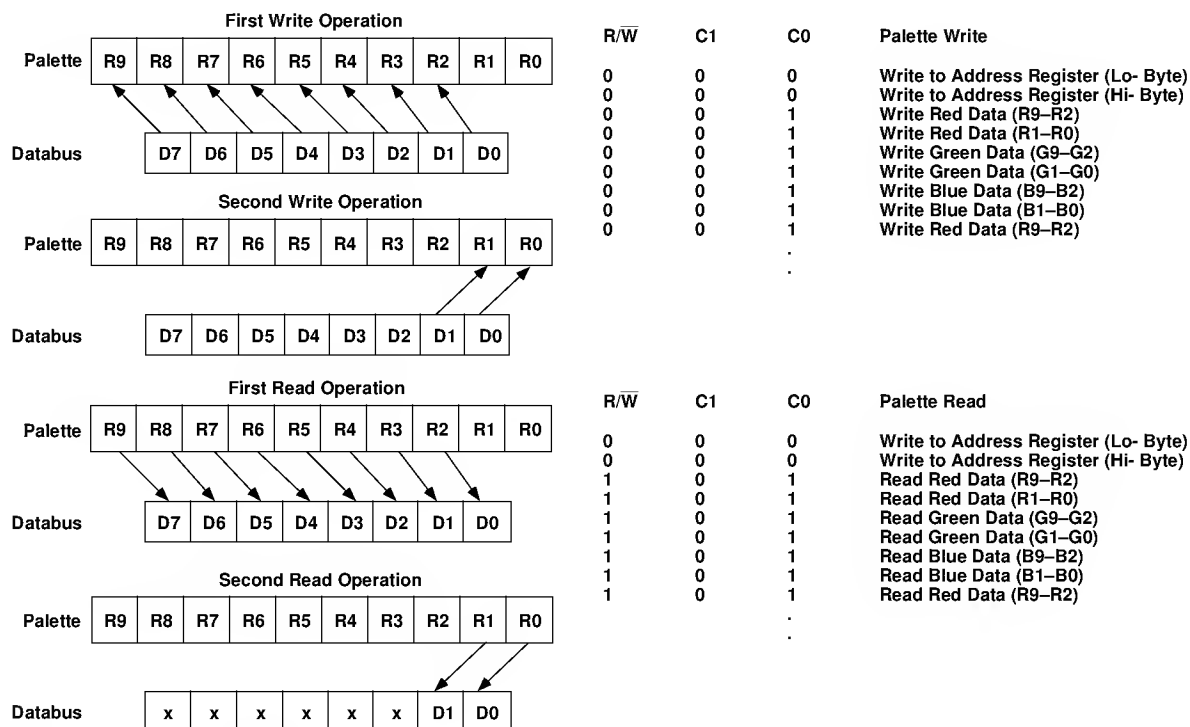 First Write Operation
Palette R9 R8 R7 R6 R5 R4 R3 R2 R1 R0
Databus D7 D6 D5 D4 D3 D2 D1 D0
Second Write Operation
Palette R9 R8 R7 R6 R5 R4 R3 R2 R1 R0
Databus D7 D6 D5 D4 D3 D2 D1 D0
R/W̅ C1 C0 Palette Write
0 0 0 Write to Address Register (Lo- Byte)
0 0 0 Write to Address Register (Hi- Byte)
0 0 1 Write Red Data (R9–R2)
0 0 1 Write Red Data (R1–R0)
0 0 1 Write Green Data (G9–G2)
0 0 1 Write Green Data (G1–G0)
0 0 1 Write Blue Data (B9–B2)
0 0 1 Write Blue Data (B1–B0)
0 0 1 Write Red Data (R9–R2)
.
.
First Read Operation
Palette R9 R8 R7 R6 R5 R4 R3 R2 R1 R0
Databus D7 D6 D5 D4 D3 D2 D1 D0
Second Read Operation
Palette R9 R8 R7 R6 R5 R4 R3 R2 R1 R0
Databus x x x x x x D1 D0
R/W̅ C1 C0 Palette Read
0 0 0 Write to Address Register (Lo- Byte)
0 0 0 Write to Address Register (Hi- Byte)
1 0 1 Read Red Data (R9–R2)
1 0 1 Read Red Data (R1–R0)
1 0 1 Read Green Data (G9–G2)
1 0 1 Read Green Data (G1–G0)
1 0 1 Read Blue Data (B9–B2)
1 0 1 Read Blue Data (B1–B0)
1 0 1 Read Red Data (R9–R2)
.
.